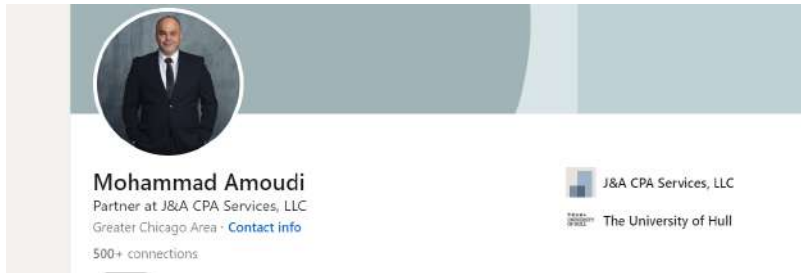 Mohammad Amoudi
Partner at J&A CPA Services, LLC
Greater Chicago Area · Contact info
500+ connections
J&A CPA Services, LLC
The University of Hull